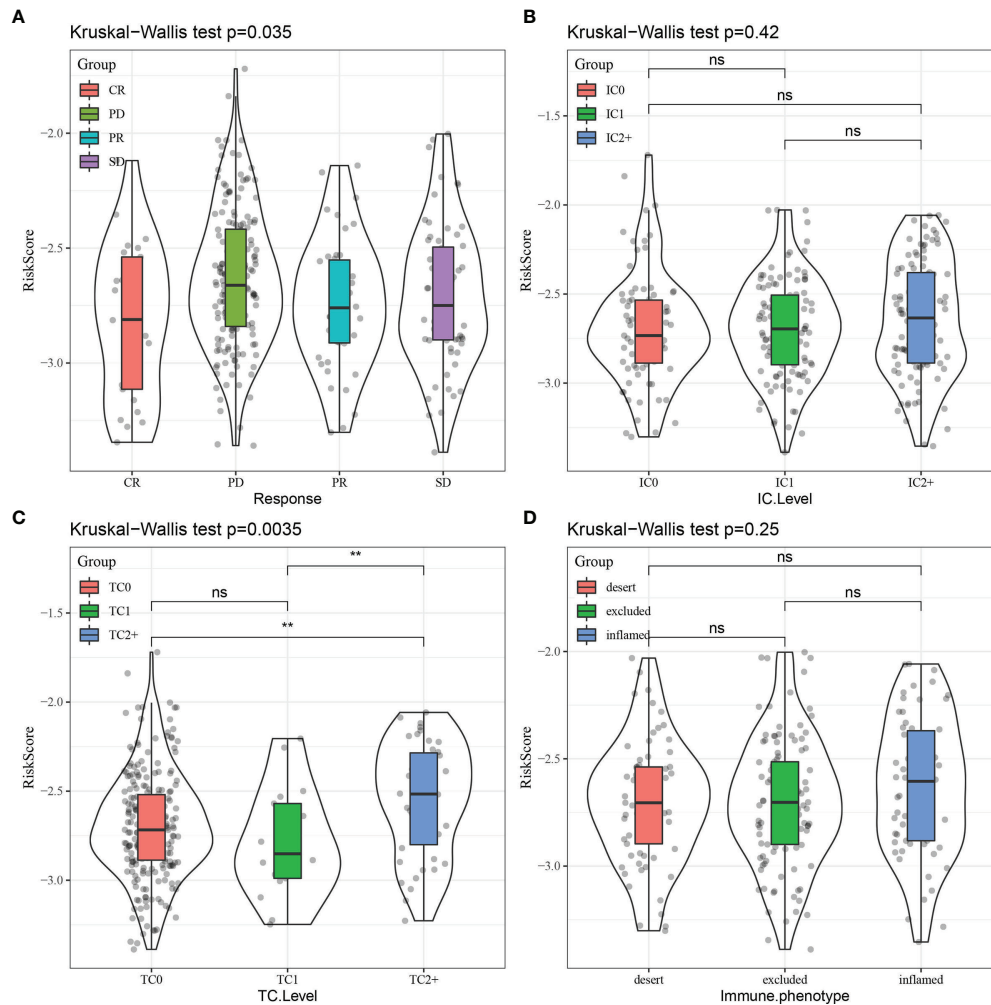 A
Kruskal−Wallis test p=0.035
Group
CR
PD
PR
SD
RiskScore
−2.0
−2.5
−3.0
CR PD PR SD
Response
B
Kruskal−Wallis test p=0.42
Group
IC0
IC1
IC2+
ns
ns
ns
RiskScore
−1.5
−2.0
−2.5
−3.0
IC0 IC1 IC2+
IC.Level
C
Kruskal−Wallis test p=0.0035
Group
TC0
TC1
TC2+
**
ns
**
RiskScore
−1.5
−2.0
−2.5
−3.0
TC0 TC1 TC2+
TC.Level
D
Kruskal−Wallis test p=0.25
Group
desert
excluded
inflamed
ns
ns
ns
RiskScore
−2.0
−2.5
−3.0
desert excluded inflamed
Immune.phenotype